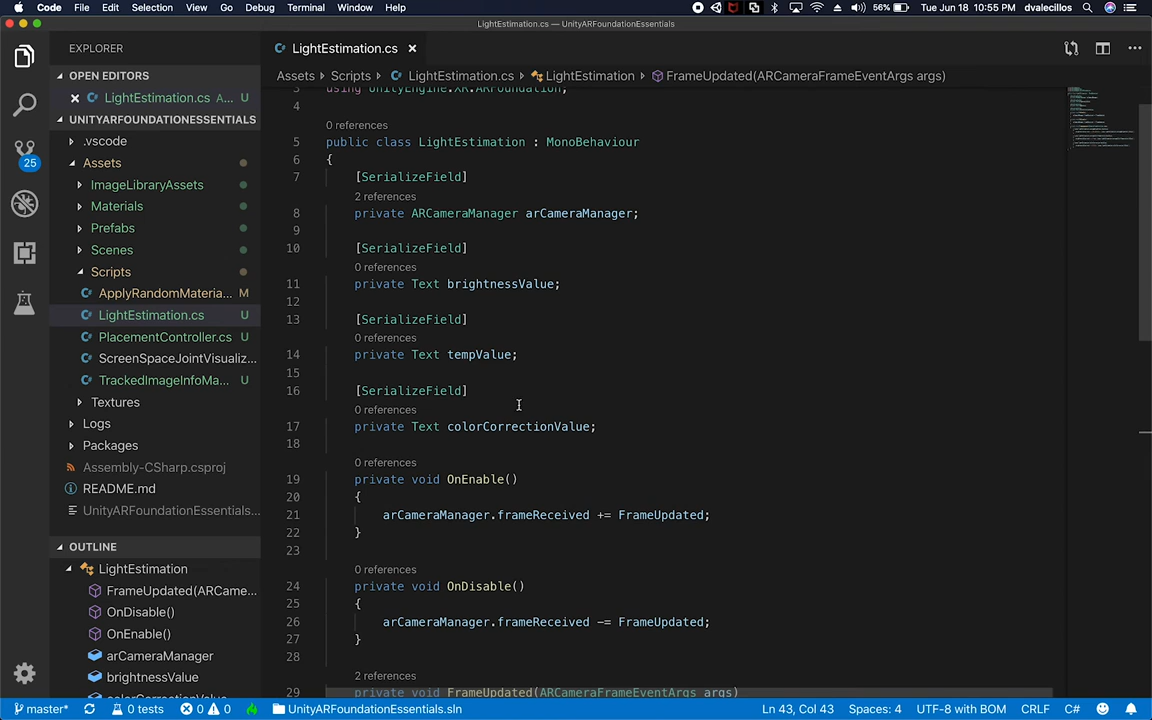 Code File Edit Selection View Go Debug Terminal Window Help 56% Tue Jun 18 10:55 PM dvalecillos
LightEstimation.cs — UnityARFoundationEssentials
EXPLORER
OPEN EDITORS
LightEstimation.cs A... U
UNITYARFOUNDATIONESSENTIALS
.vscode
Assets
ImageLibraryAssets
Materials
Prefabs
Scenes
Scripts
ApplyRandomMateria... M
LightEstimation.cs U
PlacementController.cs U
ScreenSpaceJointVisualiz...
TrackedImageInfoMa... U
Textures
Logs
Packages
Assembly-CSharp.csproj
README.md
UnityARFoundationEssentials...
25
OUTLINE
LightEstimation
FrameUpdated(ARCame...
OnDisable()
OnEnable()
arCameraManager
brightnessValue
colorCorrectionValue
LightEstimation.cs
Assets Scripts LightEstimation.cs LightEstimation FrameUpdated(ARCameraFrameEventArgs args)
3 using UnityEngine.XR.ARFoundation;
4
0 references
5 public class LightEstimation : MonoBehaviour
6 {
7 [SerializeField]
2 references
8 private ARCameraManager arCameraManager;
9
10 [SerializeField]
0 references
11 private Text brightnessValue;
12
13 [SerializeField]
0 references
14 private Text tempValue;
15
16 [SerializeField]
0 references
17 private Text colorCorrectionValue;
18
0 references
19 private void OnEnable()
20 {
21 arCameraManager.frameReceived += FrameUpdated;
22 }
23
0 references
24 private void OnDisable()
25 {
26 arCameraManager.frameReceived -= FrameUpdated;
27 }
28
2 references
29 private void FrameUpdated(ARCameraFrameEventArgs args)
master* 0 tests 0 0 UnityARFoundationEssentials.sln Ln 43, Col 43 Spaces: 4 UTF-8 with BOM CRLF C#